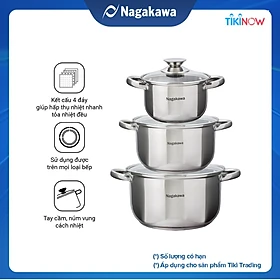 Nagakawa
TIKINOW
Kết cấu 4 đáy
giúp hấp thụ nhiệt nhanh
tỏa nhiệt đều
Sử dụng được
trên mọi loại bếp
Tay cầm, núm vung
cách nhiệt
Nagakawa
Nagakawa
Nagakawa
(*) Số lượng có hạn
(*) Áp dụng cho sản phẩm Tiki Trading